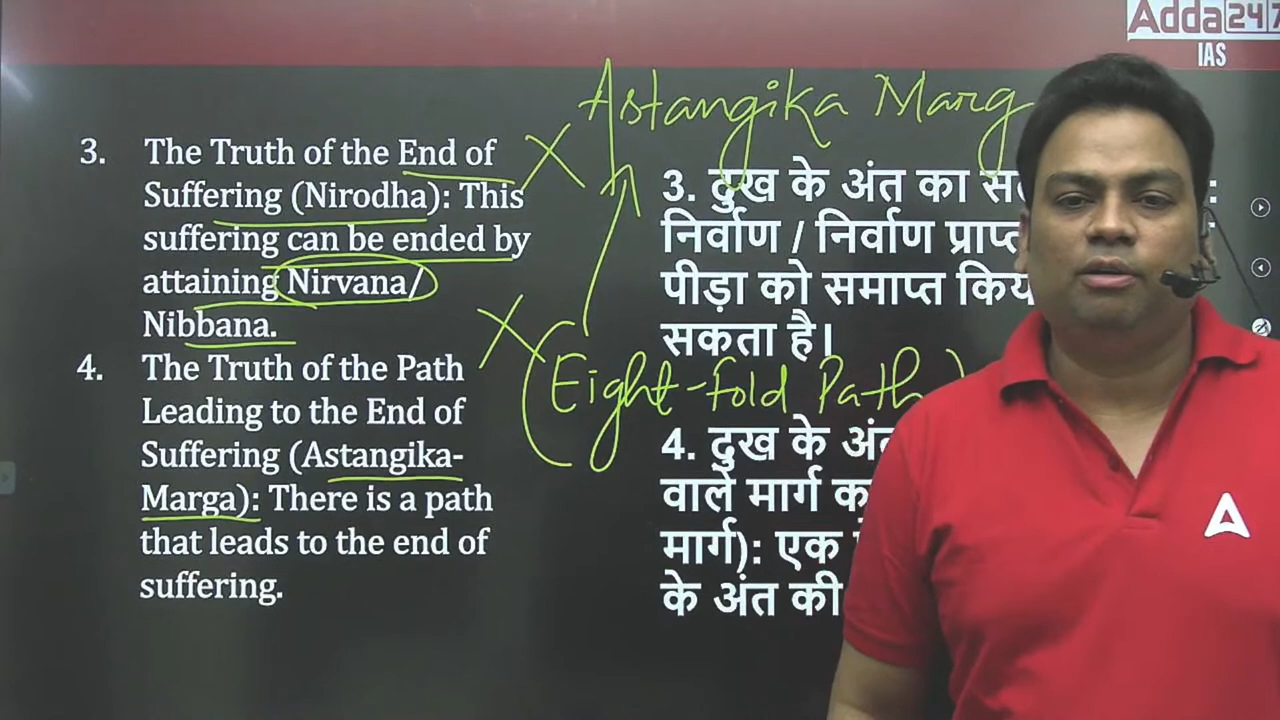 Adda247
IAS
Astangika Marg
3. The Truth of the End of
Suffering (Nirodha): This
suffering can be ended by
attaining Nirvana/
Nibbana.
4. The Truth of the Path
Leading to the End of
Suffering (Astangika-
Marga): There is a path
that leads to the end of
suffering.
(Eight-fold Path)
3. दुख के अंत का
निर्वाण / निर्वाण
पीड़ा को समाप्त
सकता है।
4. दुख के
वाले मार्ग
मार्ग): एक
के अंत की